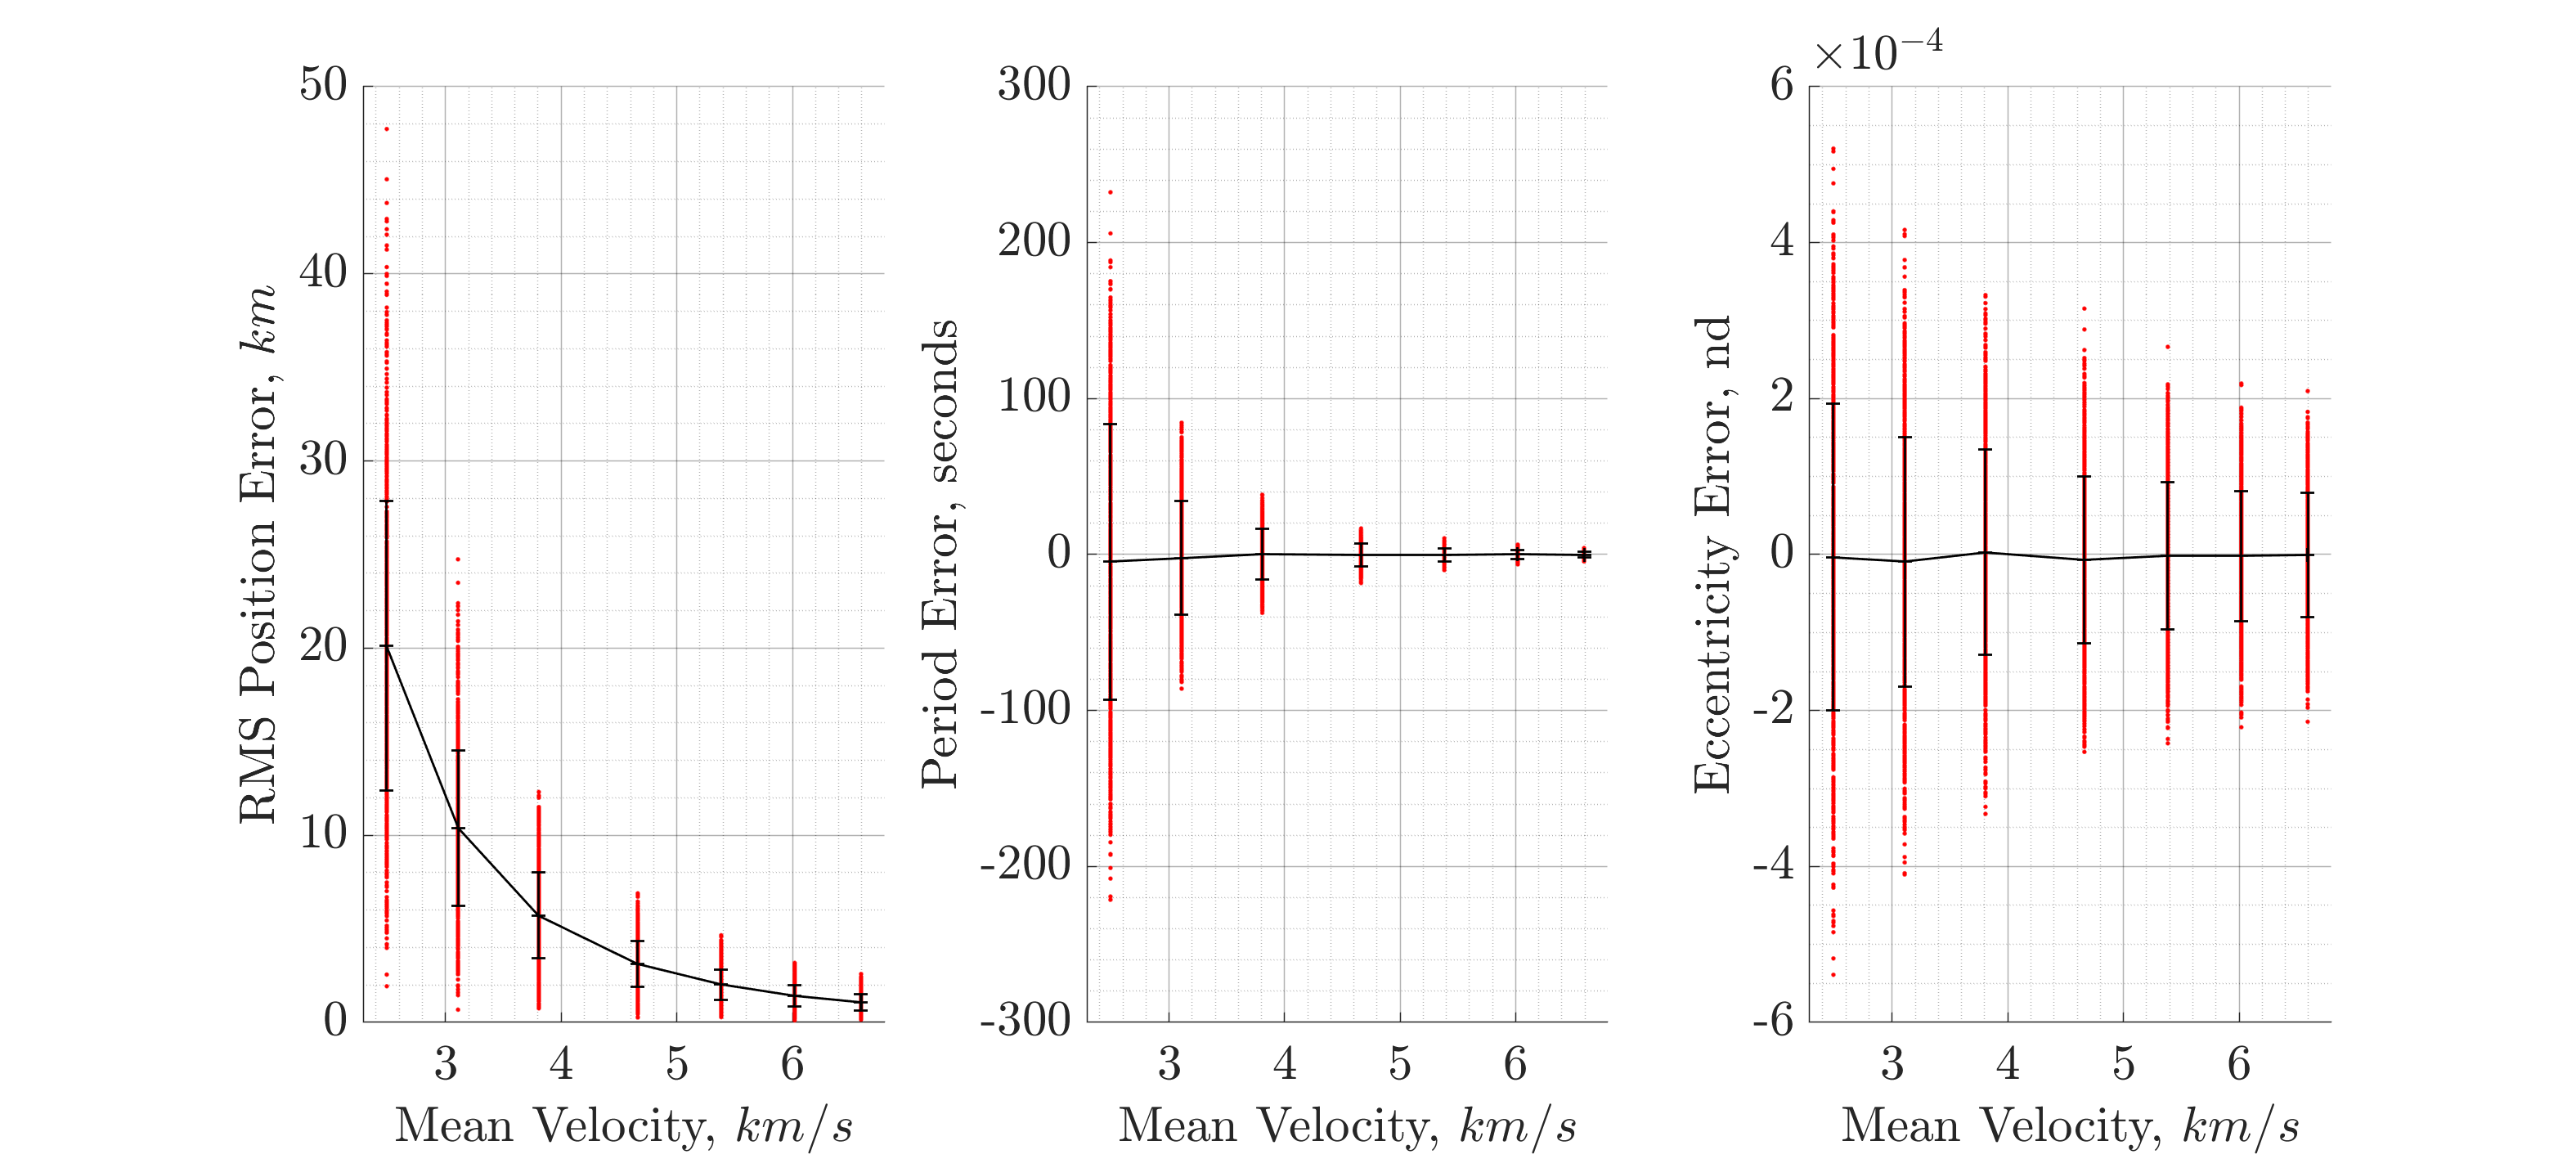 50
40
30
20
10
0
3 4 5 6
Mean Velocity, km/s
RMS Position Error, km
300
200
100
0
-100
-200
-300
3 4 5 6
Mean Velocity, km/s
Period Error, seconds
×10⁻⁴
6
4
2
0
-2
-4
-6
3 4 5 6
Mean Velocity, km/s
Eccentricity Error, nd